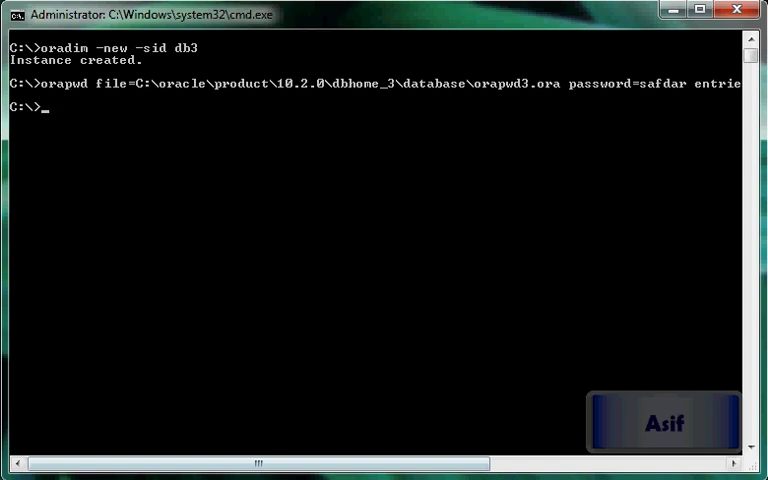 Administrator: C:\Windows\system32\cmd.exe
C:\>oradim -new -sid db3
Instance created.
C:\>orapwd file=C:\oracle\product\10.2.0\dbhome_3\database\orapwd3.ora password=safdar entrie
C:\>_
Asif